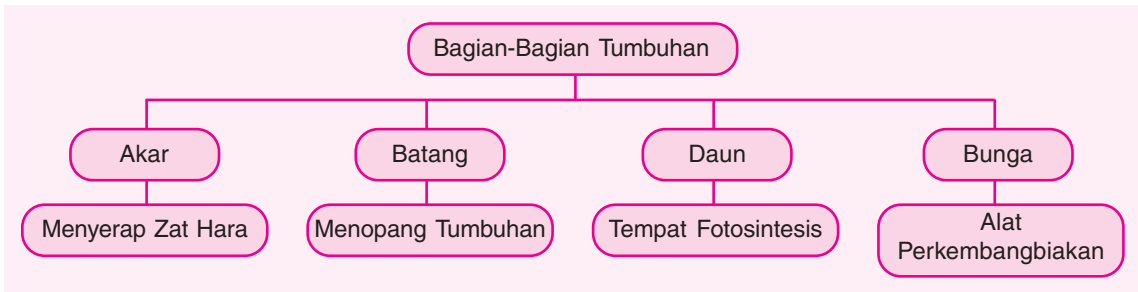 Bagian-Bagian Tumbuhan
Akar
Batang
Daun
Bunga
Menyerap Zat Hara
Menopang Tumbuhan
Tempat Fotosintesis
Alat
Perkembangbiakan